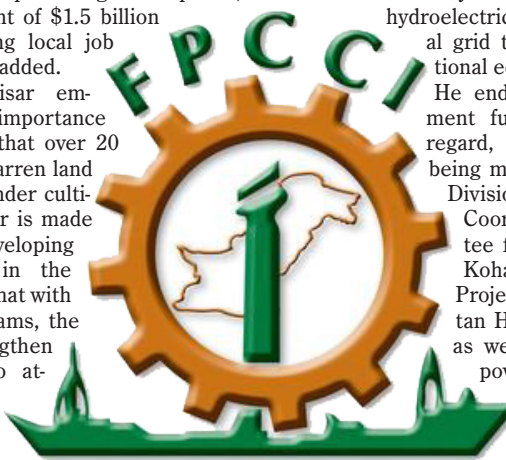 ent of $1.5 billion
ng local job
added.
isar em-
importance
that over 20
arren land
nder culti-
r is made
veloping
in the
hat with
ams, the
gthen
o at-
FPCCI
hydroelectric
al grid t
tional ec
He end
ment fu
regard,
being m
Divisio
Coor
tee f
Koha
Proje
tan H
as we
pow